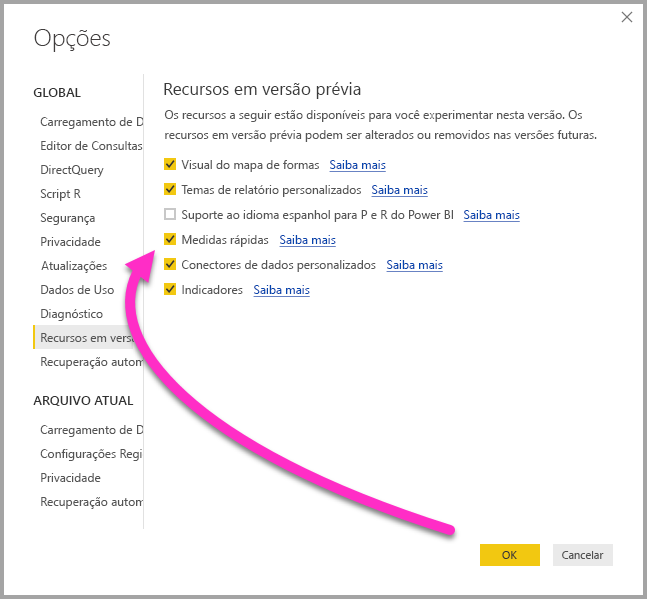 Opções
GLOBAL
Carregamento de D
Editor de Consultas
DirectQuery
Script R
Segurança
Privacidade
Atualizações
Dados de Uso
Diagnóstico
Recursos em versã
Recuperação autom
ARQUIVO ATUAL
Carregamento de D
Configurações Regi
Privacidade
Recuperação autom
Recursos em versão prévia
Os recursos a seguir estão disponíveis para você experimentar nesta versão. Os
recursos em versão prévia podem ser alterados ou removidos nas versões futuras.
Visual do mapa de formas Saiba mais
Temas de relatório personalizados Saiba mais
Suporte ao idioma espanhol para P e R do Power BI Saiba mais
Medidas rápidas Saiba mais
Conectores de dados personalizados Saiba mais
Indicadores Saiba mais
OK Cancelar